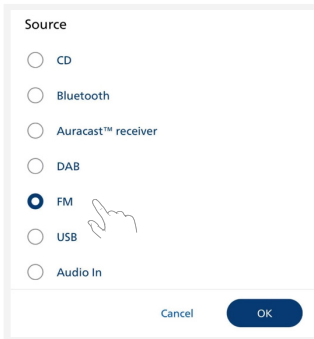 Source
CD
Bluetooth
Auracast™ receiver
DAB
FM
USB
Audio In
Cancel OK